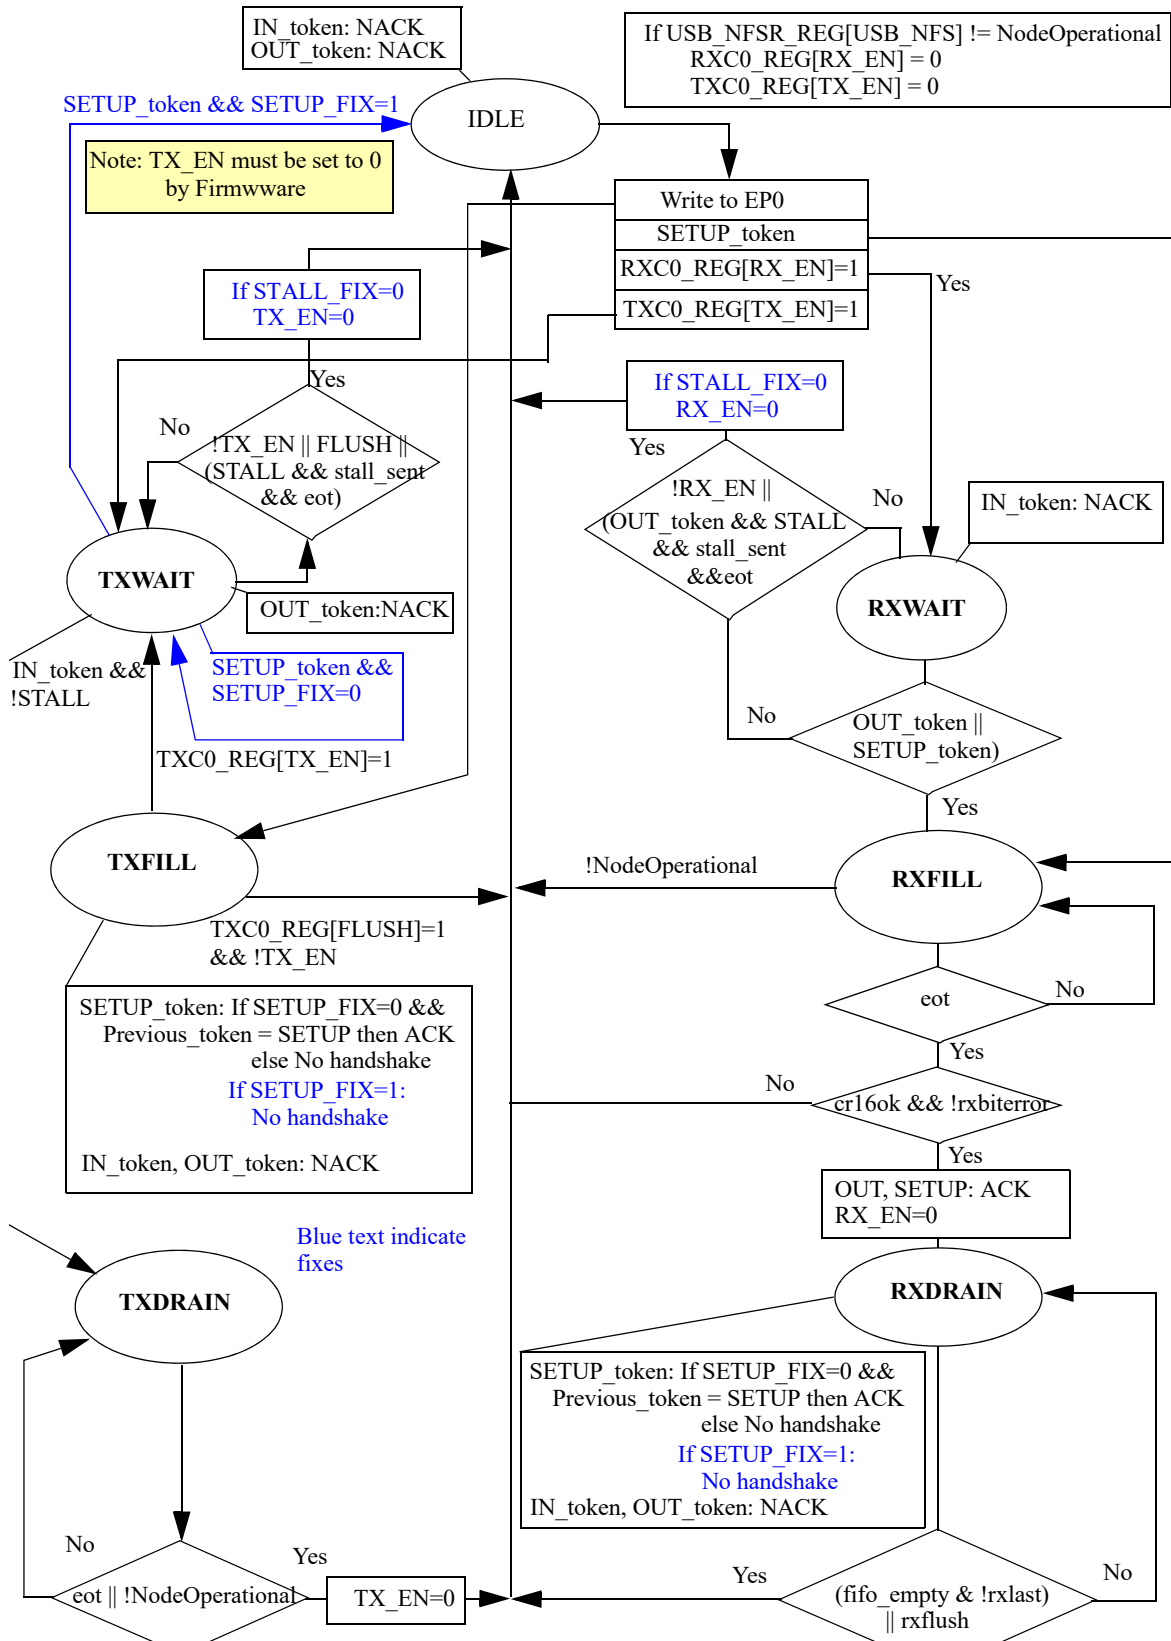 IN_token: NACK
OUT_token: NACK
If USB_NFSR_REG[USB_NFS] != NodeOperational
RXC0_REG[RX_EN] = 0
TXC0_REG[TX_EN] = 0
SETUP_token && SETUP_FIX=1
IDLE
Note: TX_EN must be set to 0
by Firmwware
Write to EP0
SETUP_token
RXC0_REG[RX_EN]=1
TXC0_REG[TX_EN]=1
Yes
If STALL_FIX=0
TX_EN=0
Yes
No
!TX_EN || FLUSH ||
(STALL && stall_sent
&& eot)
If STALL_FIX=0
RX_EN=0
Yes
No
!RX_EN ||
(OUT_token && STALL
&& stall_sent
&&eot
IN_token: NACK
TXWAIT
OUT_token:NACK
RXWAIT
IN_token &&
!STALL
SETUP_token &&
SETUP_FIX=0
TXC0_REG[TX_EN]=1
No
OUT_token ||
SETUP_token)
Yes
TXFILL
!NodeOperational
RXFILL
TXC0_REG[FLUSH]=1
&& !TX_EN
eot
No
Yes
SETUP_token: If SETUP_FIX=0 &&
Previous_token = SETUP then ACK
else No handshake
If SETUP_FIX=1:
No handshake
IN_token, OUT_token: NACK
No
cr16ok && !rxbiterror
Yes
OUT, SETUP: ACK
RX_EN=0
Blue text indicate
fixes
TXDRAIN
RXDRAIN
SETUP_token: If SETUP_FIX=0 &&
Previous_token = SETUP then ACK
else No handshake
If SETUP_FIX=1:
No handshake
IN_token, OUT_token: NACK
No
eot || !NodeOperational
Yes
TX_EN=0
Yes
(fifo_empty & !rxlast)
|| rxflush
No